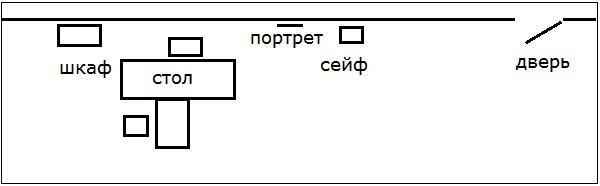 портрет
сейф
дверь
шкаф
стол